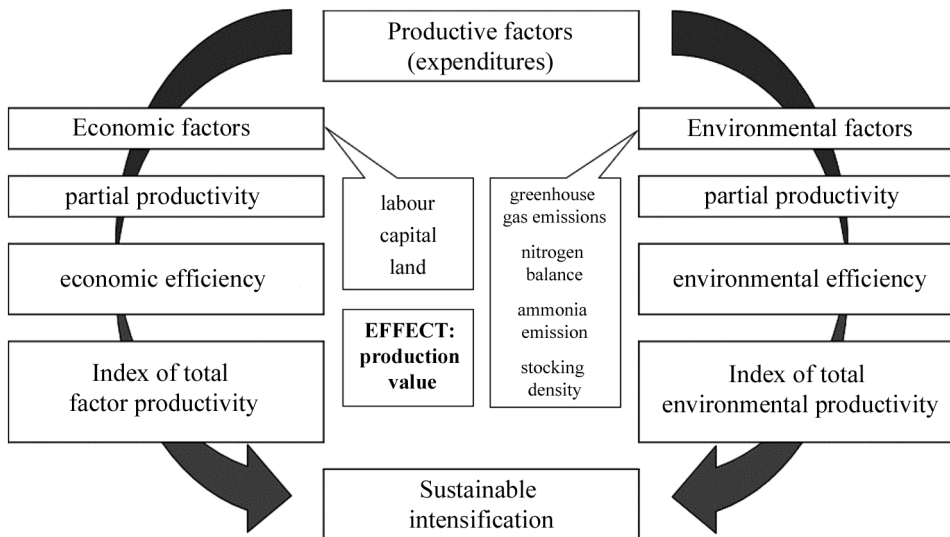 Productive factors
(expenditures)
Economic factors
Environmental factors
partial productivity
labour
capital
land
greenhouse
gas emissions
nitrogen
balance
ammonia
emission
stocking
density
partial productivity
economic efficiency
environmental efficiency
EFFECT:
production
value
Index of total
factor productivity
Index of total
environmental productivity
Sustainable
intensification